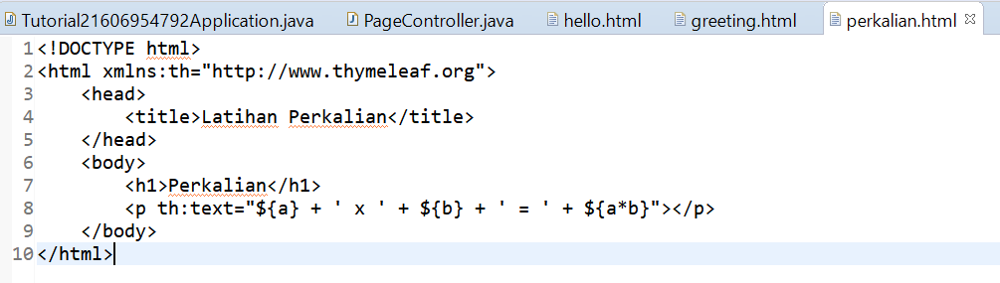 Tutorial21606954792Application.java PageController.java hello.html greeting.html perkalian.html
1 <!DOCTYPE html>
2 <html xmlns:th="http://www.thymeleaf.org">
3     <head>
4         <title>Latihan Perkalian</title>
5     </head>
6     <body>
7         <h1>Perkalian</h1>
8         <p th:text="${a} + ' x ' + ${b} + ' = ' + ${a*b}"></p>
9     </body>
10 </html>